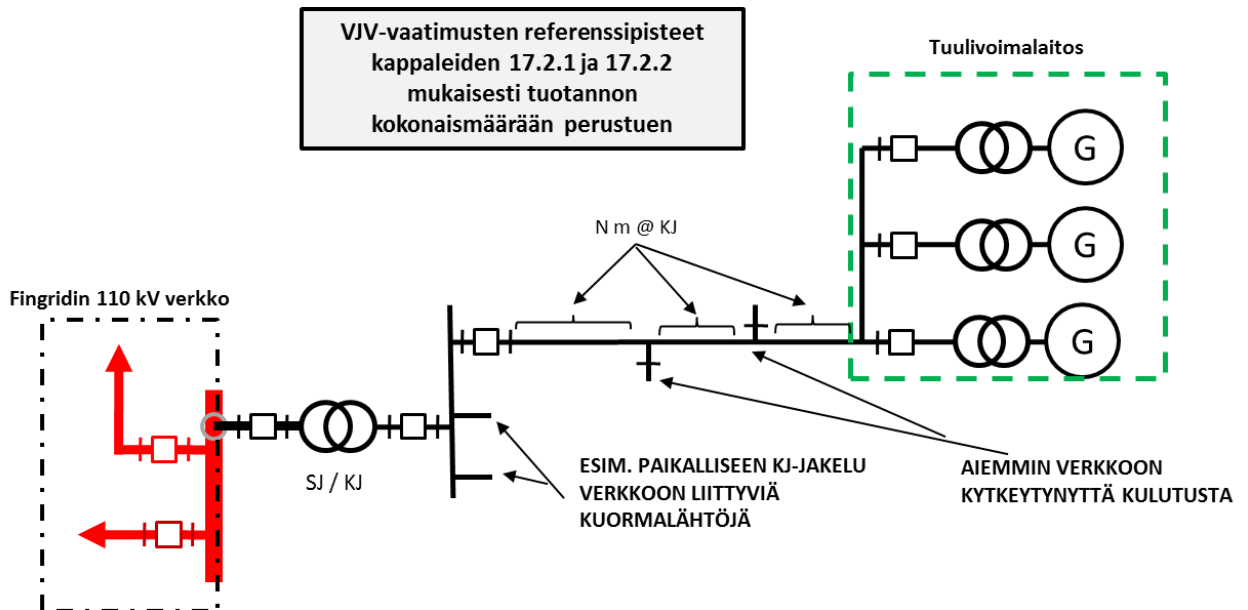 VJV-vaatimusten referenssipisteet
kappaleiden 17.2.1 ja 17.2.2
mukaisesti tuotannon
kokonaismäärään perustuen
Tuulivoimalaitos
G
G
G
N m @ KJ
Fingridin 110 kV verkko
SJ / KJ
ESIM. PAIKALLISEEN KJ-JAKELU
VERKKOON LIITTYVIÄ
KUORMALÄHTÖJÄ
AIEMMIN VERKKOON
KYTKEYTYNYTTÄ KULUTUSTA